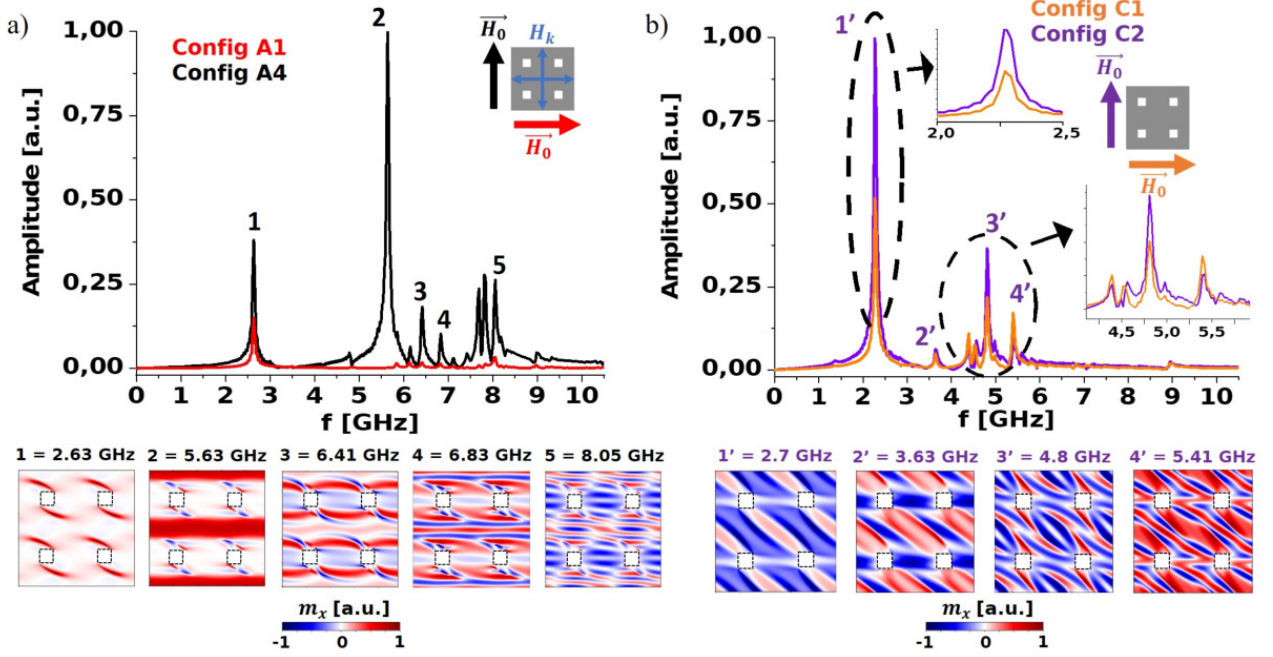 a)
1,00
0,75
0,50
0,25
0,00
Amplitude [a.u.]
Config A1
Config A4
H0
Hk
H0
1
2
3
4
5
0 1 2 3 4 5 6 7 8 9 10
f [GHz]
1 = 2.63 GHz 2 = 5.63 GHz 3 = 6.41 GHz 4 = 6.83 GHz 5 = 8.05 GHz
mx [a.u.]
-1 0 1
b)
1,00
0,75
0,50
0,25
0,00
Amplitude [a.u.]
Config C1
Config C2
H0
H0
1'
2'
3'
4'
2,0 2,5
4,5 5,0 5,5
0 1 2 3 4 5 6 7 8 9 10
f [GHz]
1' = 2.7 GHz 2' = 3.63 GHz 3' = 4.8 GHz 4' = 5.41 GHz
mx [a.u.]
-1 0 1